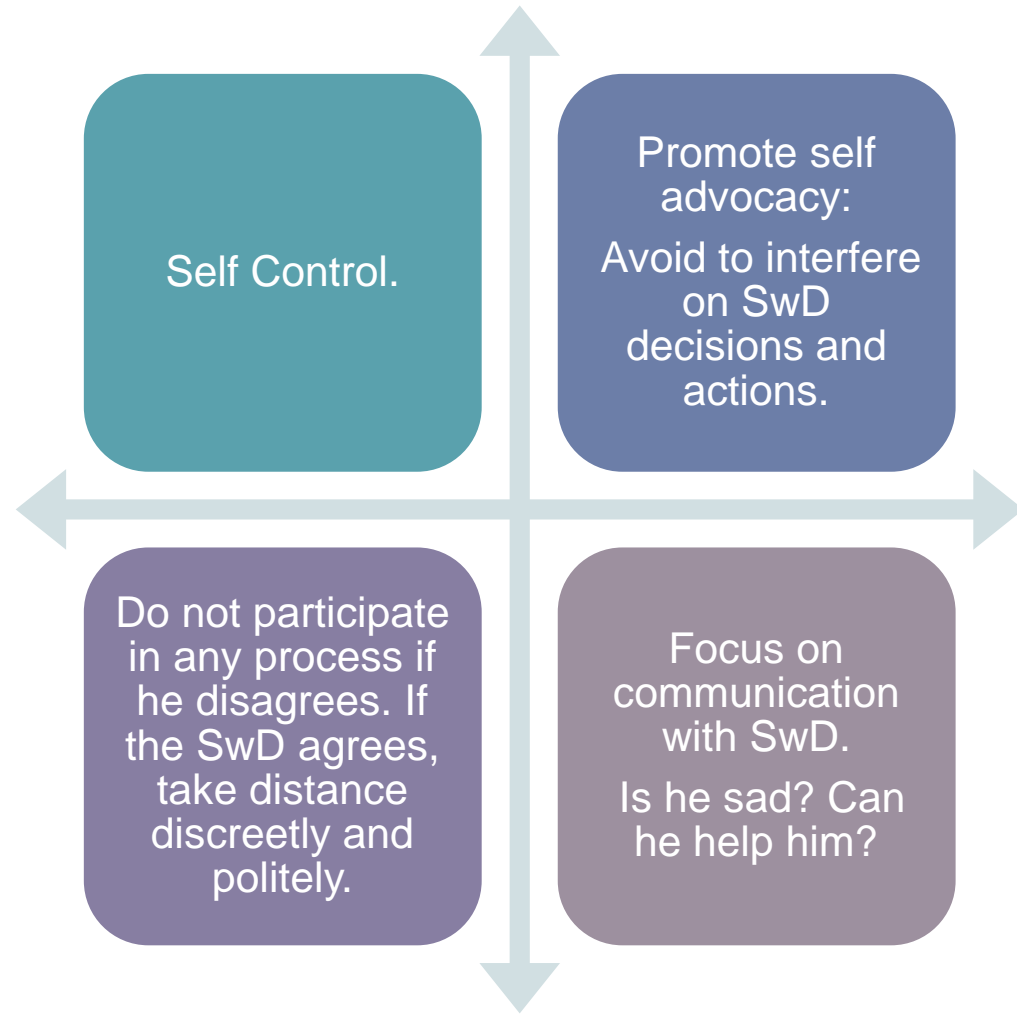 Self Control.
Promote self
advocacy:
Avoid to interfere
on SwD
decisions and
actions.
Do not participate
in any process if
he disagrees. If
the SwD agrees,
take distance
discreetly and
politely.
Focus on
communication
with SwD.
Is he sad? Can
he help him?